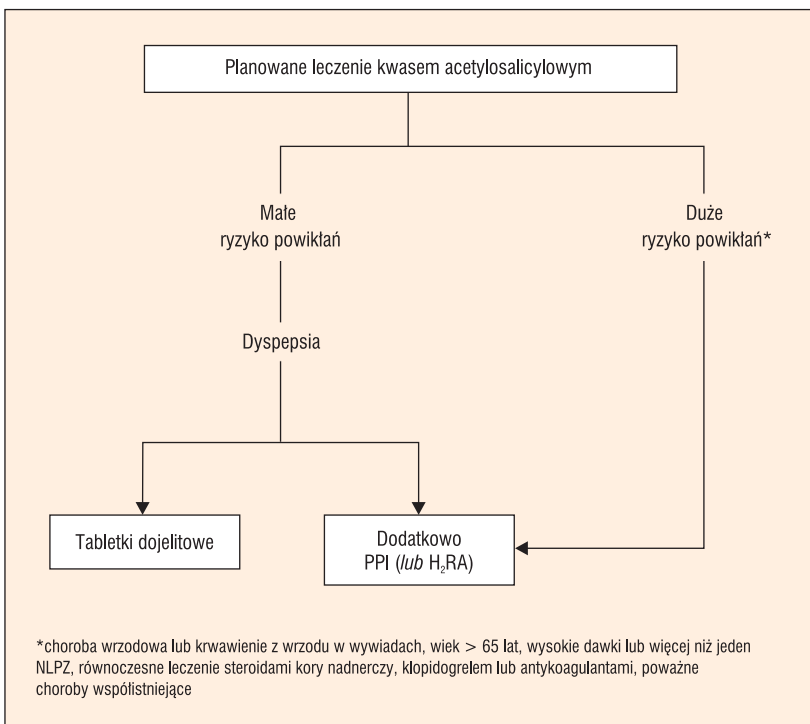 Planowane leczenie kwasem acetylosalicylowym
Małe
ryzyko powikłań
Duże
ryzyko powikłań*
Dyspepsia
Tabletki dojelitowe
Dodatkowo
PPI (lub H₂RA)
*choroba wrzodowa lub krwawienie z wrzodu w wywiadach, wiek > 65 lat, wysokie dawki lub więcej niż jeden
NLPZ, równoczesne leczenie steroidami kory nadnerczy, klopidogrelem lub antykoagulantami, poważne
choroby współistniejące